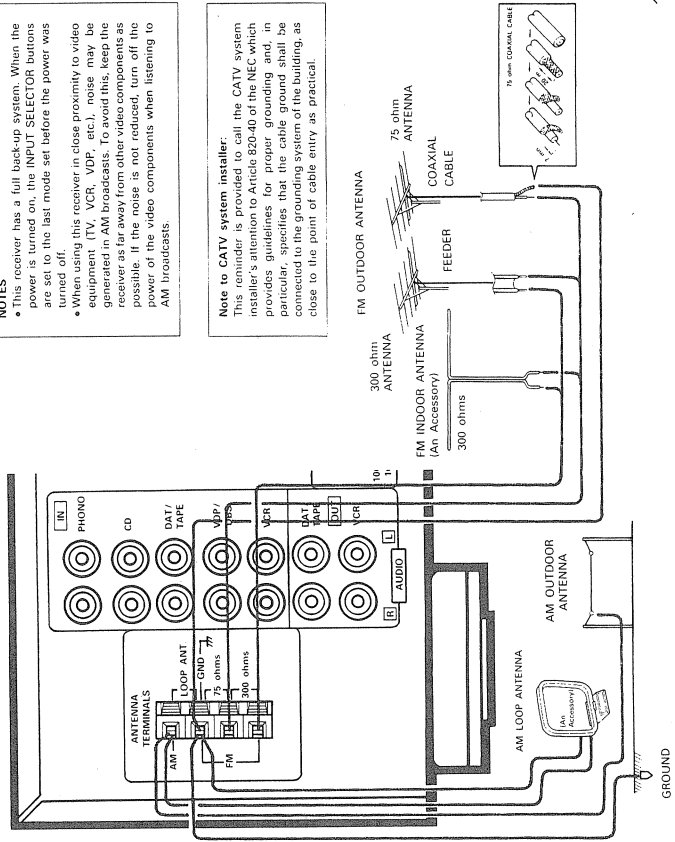 NOTES
• This receiver has a full back-up system. When the
power is turned on, the INPUT SELECTOR buttons
are set to the last mode set before the power was
turned off.
• When using this receiver in close proximity to video
equipment (TV, VCR, VDP, etc.), noise may be
generated in AM broadcasts. To avoid this, keep the
receiver as far away from other video components as
possible. If the noise is not reduced, turn off the
power of the video components when listening to
AM broadcasts.
Note to CATV system installer:
This reminder is provided to call the CATV system
installer's attention to Article 820-40 of the NEC which
provides guidelines for proper grounding and, in
particular, specifies that the cable ground shall be
connected to the grounding system of the building, as
close to the point of cable entry as practical.
ANTENNA
TERMINALS
AM
FM
LOOP ANT
GND
75 ohms
300 ohms
IN
PHONO
CD
DAT/
TAPE
VDP/
DBS
VCR
DAT
TAPE
OUT
VCR
R
L
AUDIO
FM OUTDOOR ANTENNA
300 ohm
ANTENNA
75 ohm
ANTENNA
FEEDER
COAXIAL
CABLE
FM INDOOR ANTENNA
(An Accessory)
300 ohms
75 ohm COAXIAL CABLE
AM LOOP ANTENNA
(An
Accessory)
AM OUTDOOR
ANTENNA
GROUND